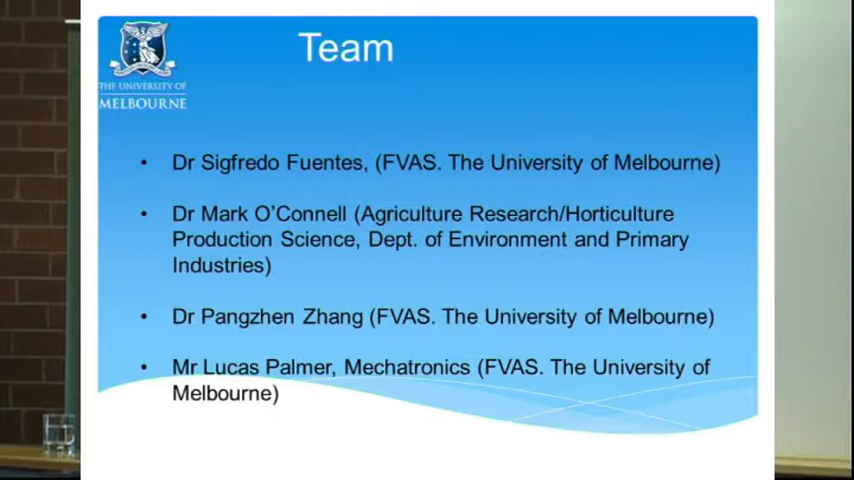 Team
THE UNIVERSITY OF
MELBOURNE
• Dr Sigfredo Fuentes, (FVAS. The University of Melbourne)
• Dr Mark O'Connell (Agriculture Research/Horticulture
Production Science, Dept. of Environment and Primary
Industries)
• Dr Pangzhen Zhang (FVAS. The University of Melbourne)
• Mr Lucas Palmer, Mechatronics (FVAS. The University of
Melbourne)